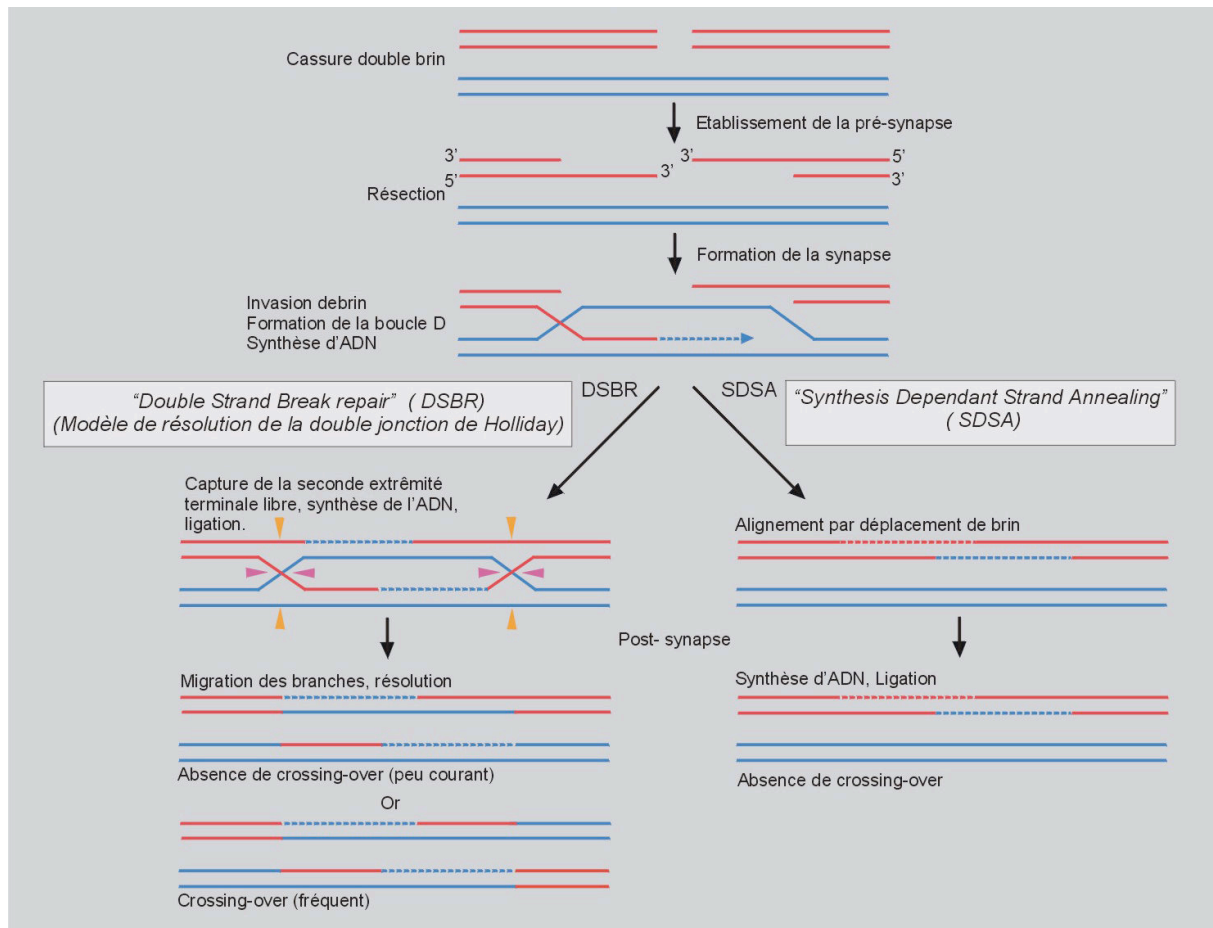 Cassure double brin
Etablissement de la pré-synapse
3'
3'
5'
5'
3'
3'
Résection
Formation de la synapse
Invasion debrin
Formation de la boucle D
Synthèse d'ADN
DSBR
SDSA
“Double Strand Break repair” ( DSBR)
(Modèle de résolution de la double jonction de Holliday)
“Synthesis Dependant Strand Annealing”
( SDSA)
Capture de la seconde extrêmité
terminale libre, synthèse de l'ADN,
ligation.
Alignement par déplacement de brin
Post- synapse
Migration des branches, résolution
Synthèse d'ADN, Ligation
Absence de crossing-over (peu courant)
Absence de crossing-over
Or
Crossing-over (fréquent)